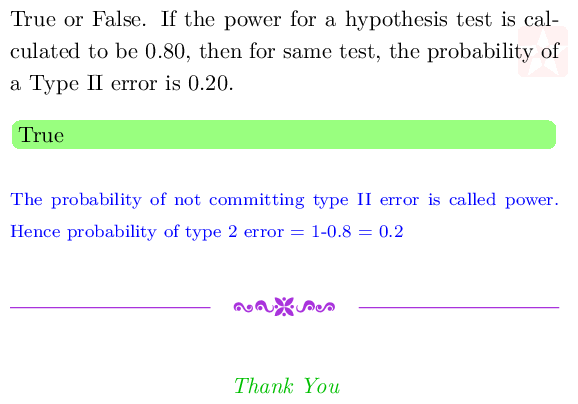 True or False. If the power for a hypothesis test is cal-
culated to be 0.80, then for same test, the probability of
a Type II error is 0.20.
True
The probability of not committing type II error is called power.
Hence probability of type 2 error = 1-0.8 = 0.2
Thank You